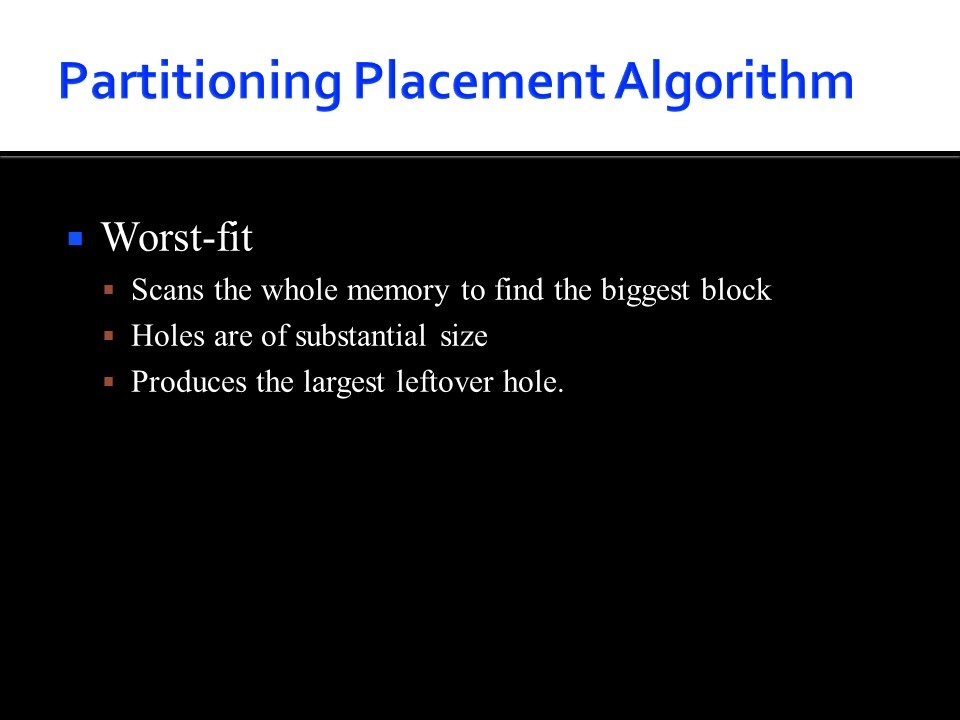 Partitioning Placement Algorithm
Worst-fit
Scans the whole memory to find the biggest block
Holes are of substantial size
Produces the largest leftover hole.